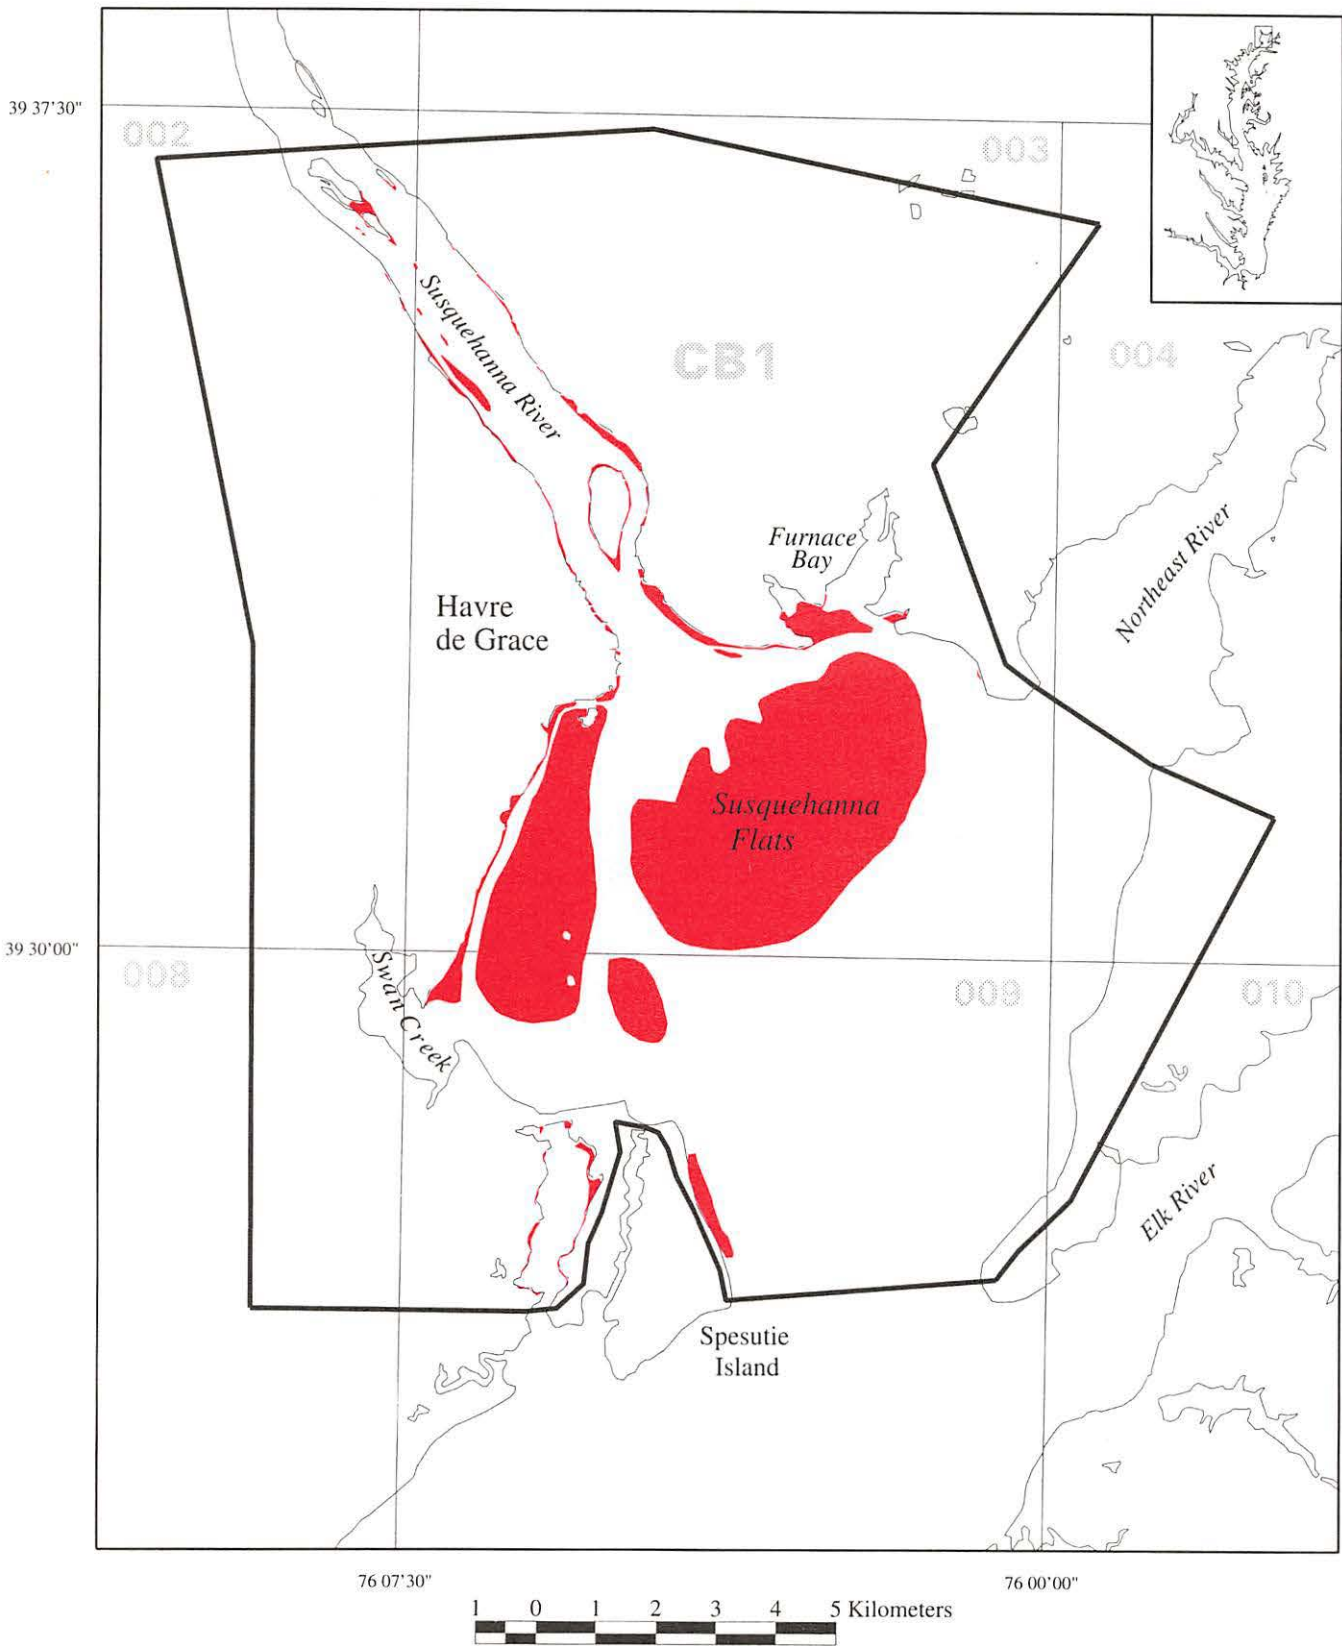 39 37'30"
002
003
Susquehanna River
CB1
004
Furnace
Bay
Northeast River
Havre
de Grace
Susquehanna
Flats
39 30'00"
008
Swan Creek
009
010
Elk River
Spesutie
Island
76 07'30"
76 00'00"
1 0 1 2 3 4 5 Kilometers